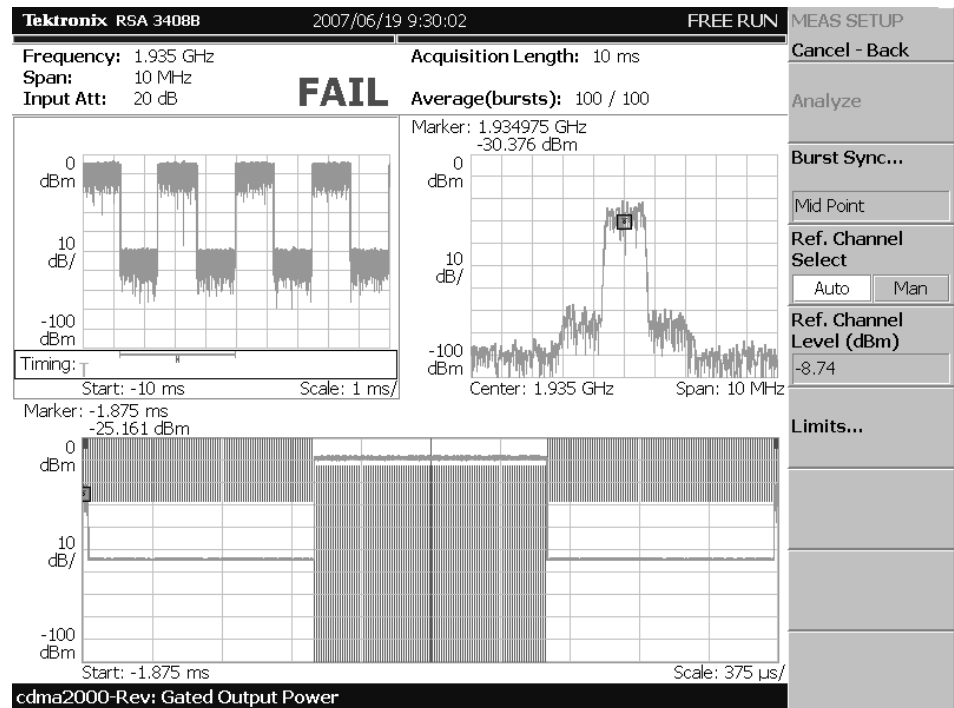 Tektronix RSA 3408B 2007/06/19 9:30:02 FREE RUN
Frequency: 1.935 GHz
Span: 10 MHz
Input Att: 20 dB
FAIL
Acquisition Length: 10 ms
Average(bursts): 100 / 100
0
dBm
10
dB/
-100
dBm
Timing:
T
Start: -10 ms Scale: 1 ms/
Marker: 1.934975 GHz
-30.376 dBm
0
dBm
10
dB/
-100
dBm
Center: 1.935 GHz Span: 10 MHz
Marker: -1.875 ms
-25.161 dBm
0
dBm
10
dB/
-100
dBm
Start: -1.875 ms Scale: 375 µs/
cdma2000-Rev: Gated Output Power
MEAS SETUP
Cancel - Back
Analyze
Burst Sync...
Mid Point
Ref. Channel
Select
Auto Man
Ref. Channel
Level (dBm)
-8.74
Limits...